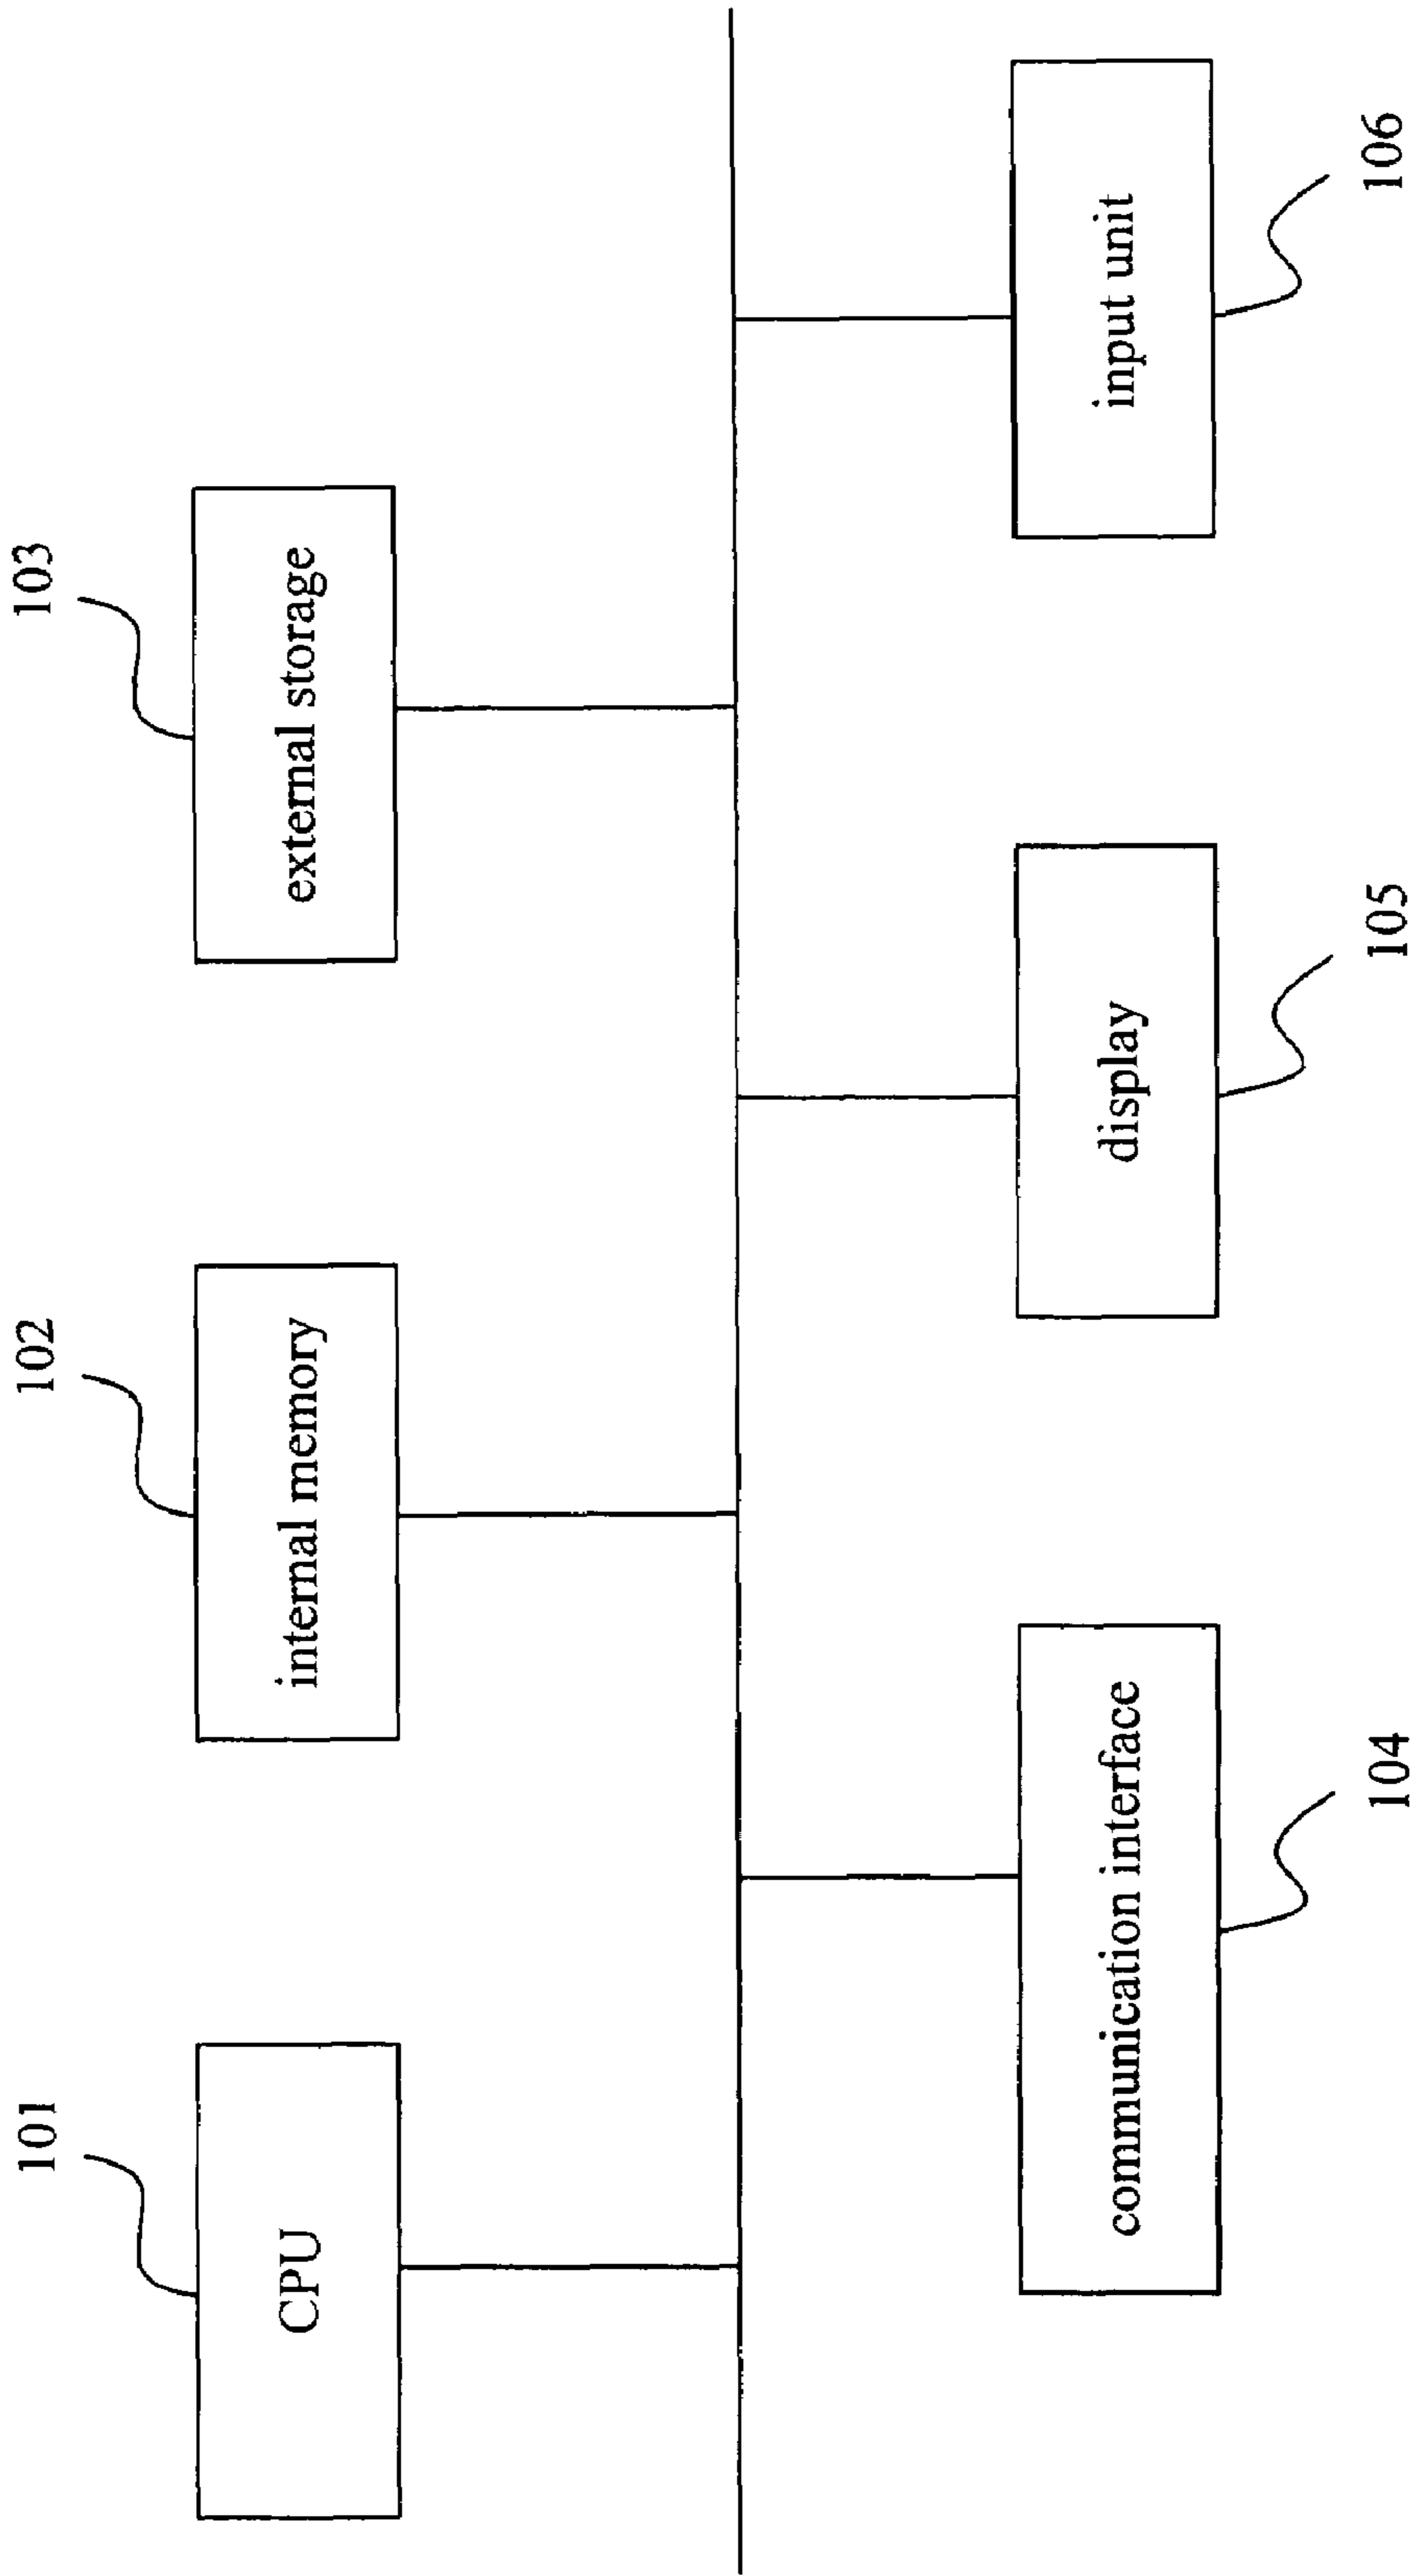 101
102
103
CPU
internal memory
external storage
communication interface
display
input unit
104
105
106